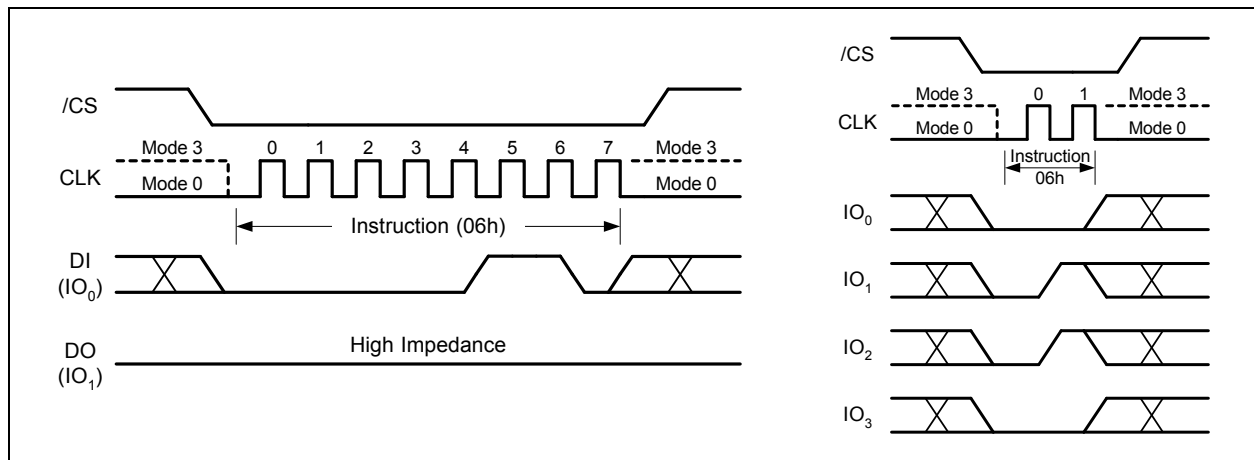 /CS
Mode 3 0 1 2 3 4 5 6 7 Mode 3
CLK
Mode 0 Mode 0
Instruction (06h)
DI
(IO0)
High Impedance
DO
(IO1)
/CS
Mode 3 0 1 Mode 3
CLK
Mode 0 Mode 0
Instruction
06h
IO0
IO1
IO2
IO3